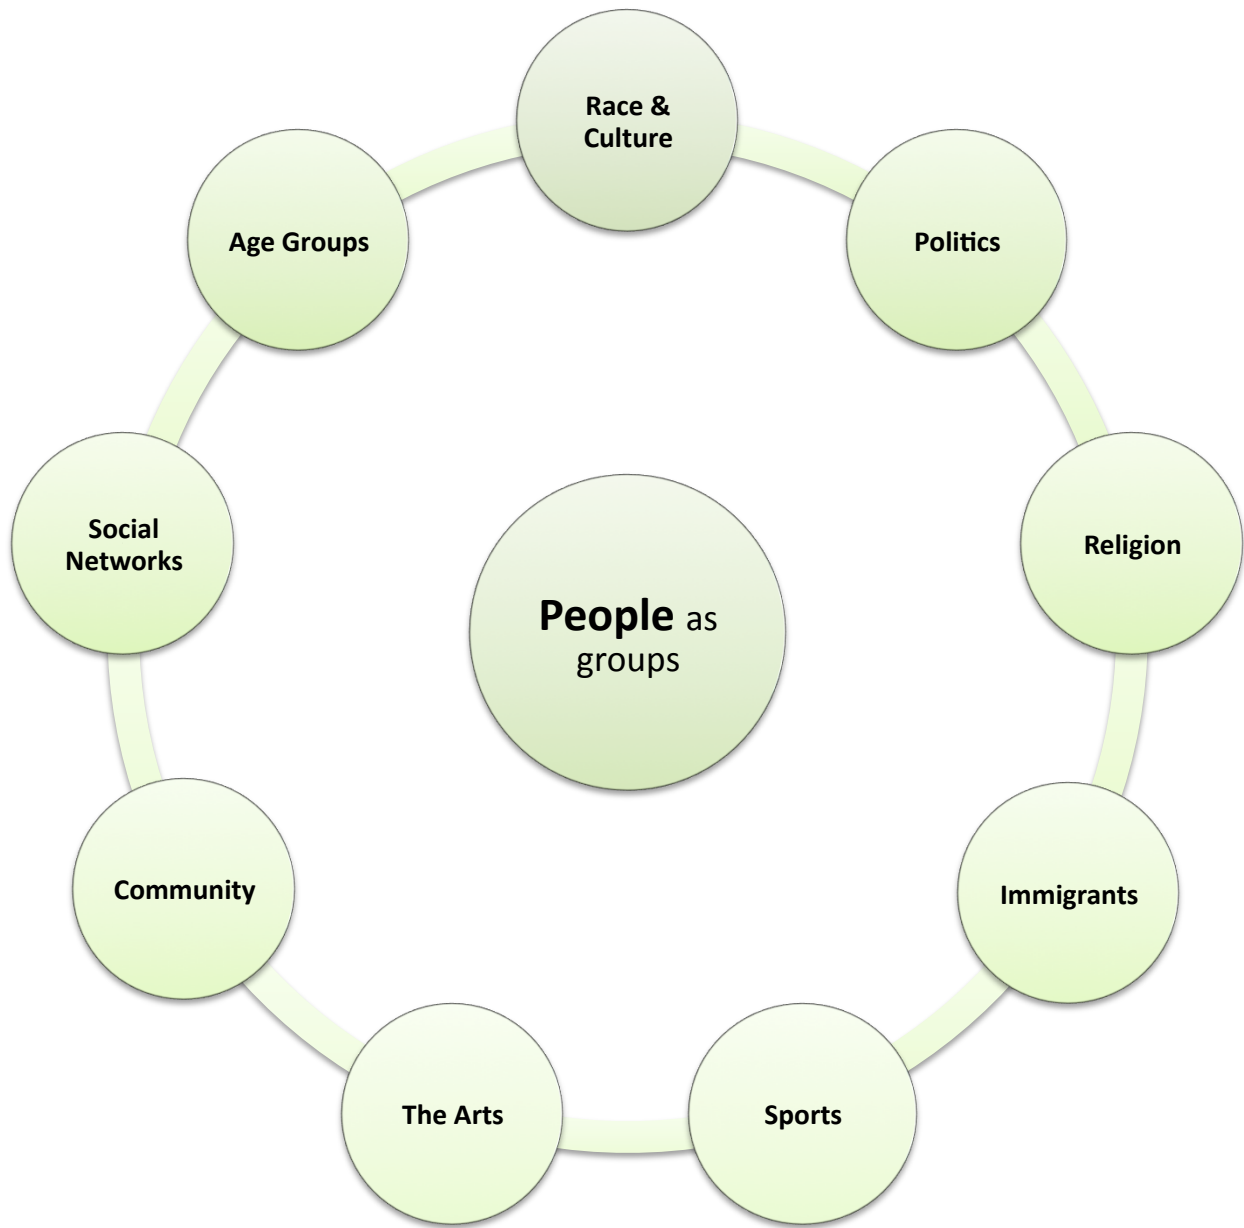 Race &
Culture
Age Groups
Politics
Social
Networks
Religion
People as
groups
Community
Immigrants
The Arts
Sports